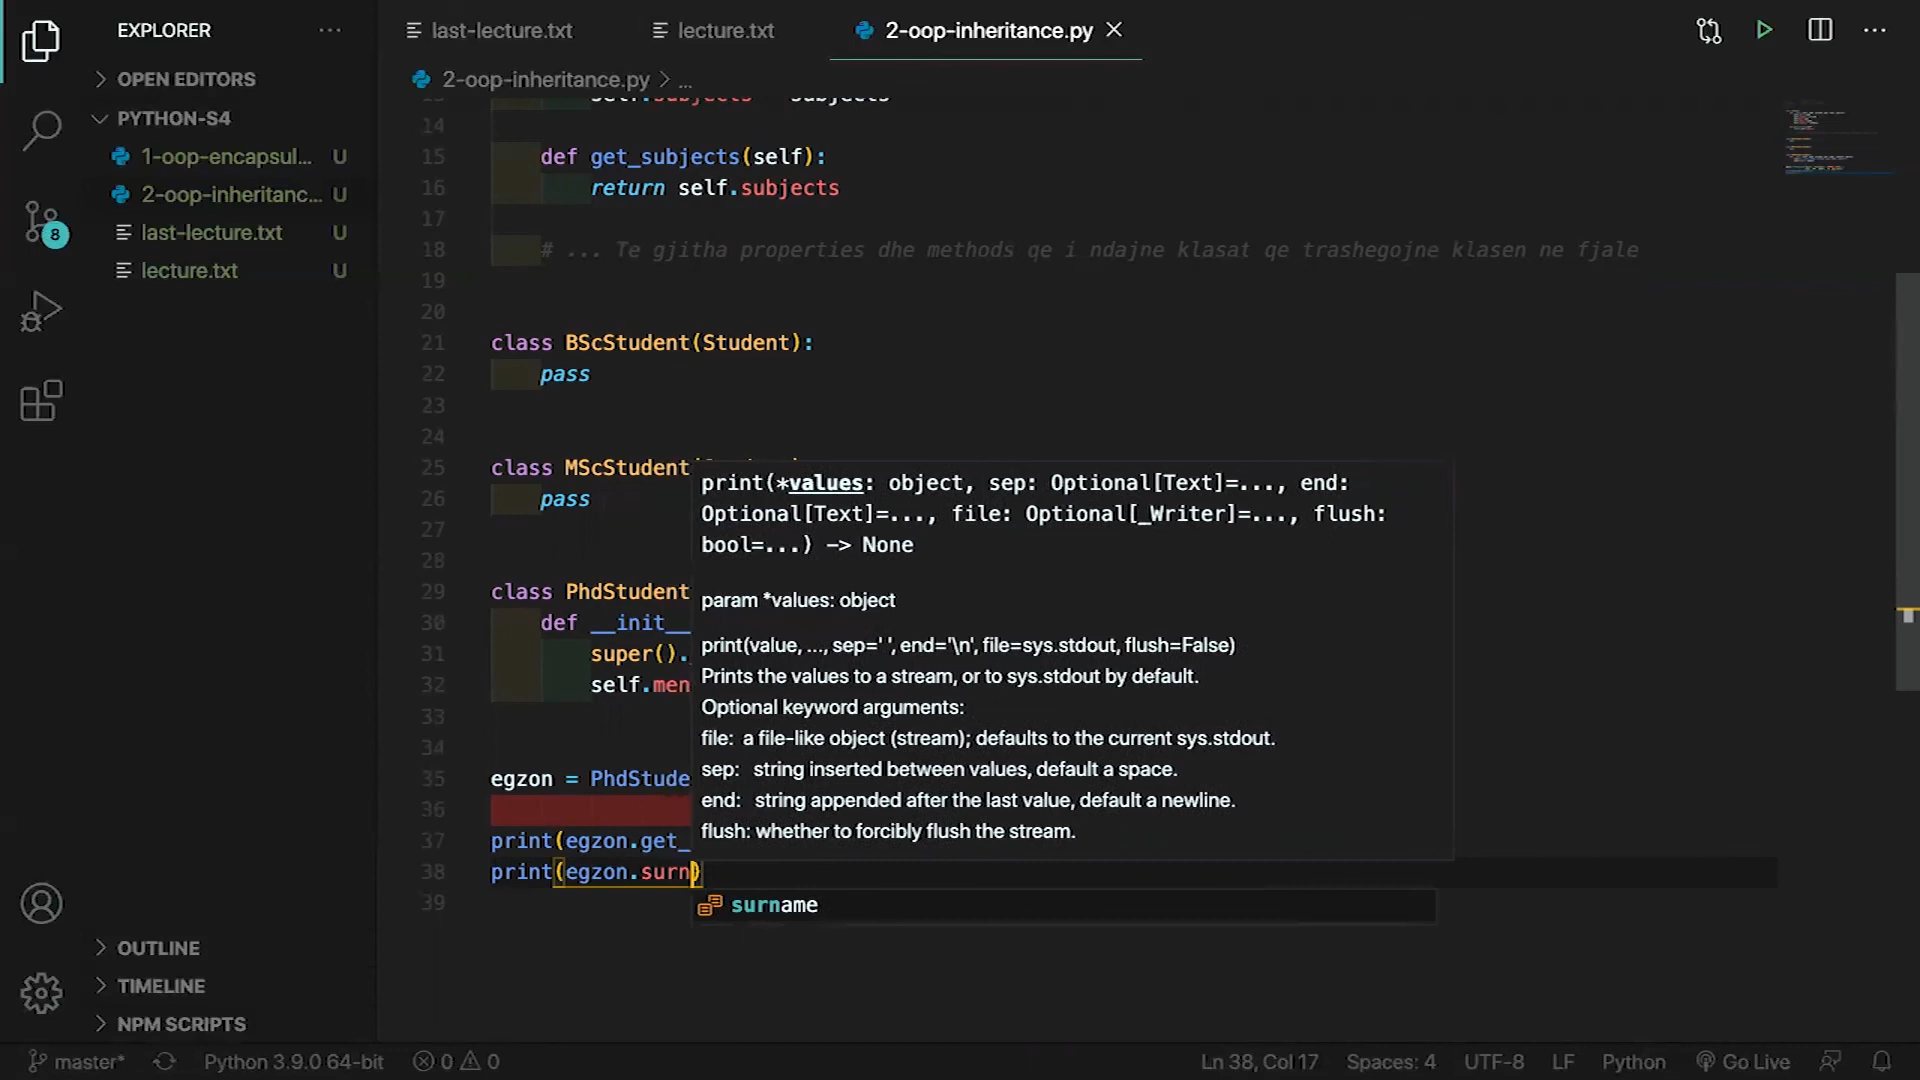 EXPLORER
last-lecture.txt
lecture.txt
2-oop-inheritance.py
OPEN EDITORS
2-oop-inheritance.py > ...
PYTHON-S4
1-oop-encapsul... U
2-oop-inheritanc... U
last-lecture.txt U
lecture.txt U
self.subjects subjects
14
15 def get_subjects(self):
16 return self.subjects
17
18 # ... Te gjitha properties dhe methods qe i ndajne klasat qe trashegojne klasen ne fjale
19
20
21 class BScStudent(Student):
22 pass
23
24
25 class MScStudent
26 pass
27
28
29 class PhdStudent
30 def __init__
31 super().
32 self.men
33
34
35 egzon = PhdStude
36
37 print(egzon.get_
38 print(egzon.surn)
39
print(*values: object, sep: Optional[Text]=..., end:
Optional[Text]=..., file: Optional[_Writer]=..., flush:
bool=...) -> None
param *values: object
print(value, ..., sep=' ', end='\n', file=sys.stdout, flush=False)
Prints the values to a stream, or to sys.stdout by default.
Optional keyword arguments:
file: a file-like object (stream); defaults to the current sys.stdout.
sep: string inserted between values, default a space.
end: string appended after the last value, default a newline.
flush: whether to forcibly flush the stream.
surname
8
OUTLINE
TIMELINE
NPM SCRIPTS
master* Python 3.9.0 64-bit 0 0 Ln 38, Col 17 Spaces: 4 UTF-8 LF Python Go Live